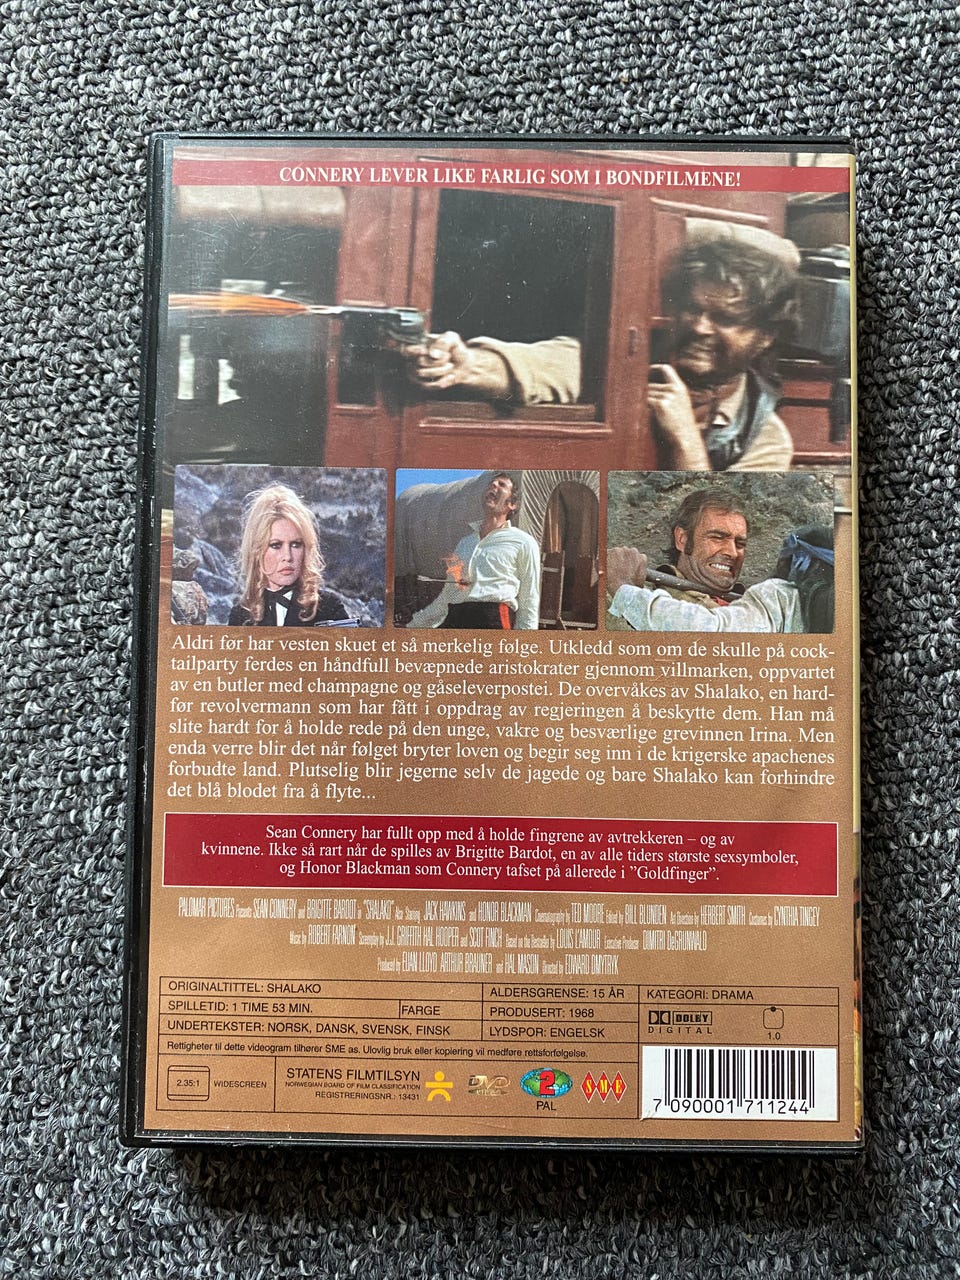 CONNERY LEVER LIKE FARLIG SOM I BONDFILMENE!
Aldri før har vesten skuet et så merkelig følge. Utkledd som om de skulle på cock-
tailparty ferdes en håndfull bevæpnede aristokrater gjennom villmarken, oppvartet
av en butler med champagne og gåseleverpostei. De overvåkes av Shalako, en hard-
før revolvermann som har fått i oppdrag av regjeringen å beskytte dem. Han må
slite hardt for å holde rede på den unge, vakre og besværlige grevinnen Irina. Men
enda verre blir det når følget bryter loven og begir seg inn i de krigerske apachenes
forbudte land. Plutselig blir jegerne selv de jagede og bare Shalako kan forhindre
det blå blodet fra å flyte...
Sean Connery har fullt opp med å holde fingrene av avtrekkeren – og av
kvinnene. Ikke så rart når de spilles av Brigitte Bardot, en av alle tiders største sexsymboler,
og Honor Blackman som Connery tafset på allerede i ”Goldfinger”.
PALOMAR PICTURES Presents SEAN CONNERY and BRIGITTE BARDOT in "SHALAKO" Also Starring JACK HAWKINS and HONOR BLACKMAN Cinematography by TED MOORE Edited by BILL BLUNDEN Art Direction by HERBERT SMITH Costumes by CYNTHIA TINGEY
Music by ROBERT FARNON Screenplay by J.J. GRIFFITH HAL HOOPER and SCOT FINCH Based on the Bestseller by LOUIS L'AMOUR Executive Producer DIMITRI DeGRUNWALD
Produced by EUAN LLOYD ARTHUR BRAUNER and HAL MASON Directed by EDWARD DMYTRYK
ORIGINALTITTEL: SHALAKO
ALDERSGRENSE: 15 ÅR
KATEGORI: DRAMA
SPILLETID: 1 TIME 53 MIN.
FARGE
PRODUSERT: 1968
UNDERTEKSTER: NORSK, DANSK, SVENSK, FINSK
LYDSPOR: ENGELSK
DOLBY
DIGITAL
1.0
Rettigheter til dette videogram tilhører SME as. Ulovlig bruk eller kopiering vil medføre rettsforfølgelse.
2.35:1
WIDESCREEN
STATENS FILMTILSYN
NORWEGIAN BOARD OF FILM CLASSIFICATION
REGISTRERINGSNR.: 13431
DVD
2
PAL
SME
7 090001 711244